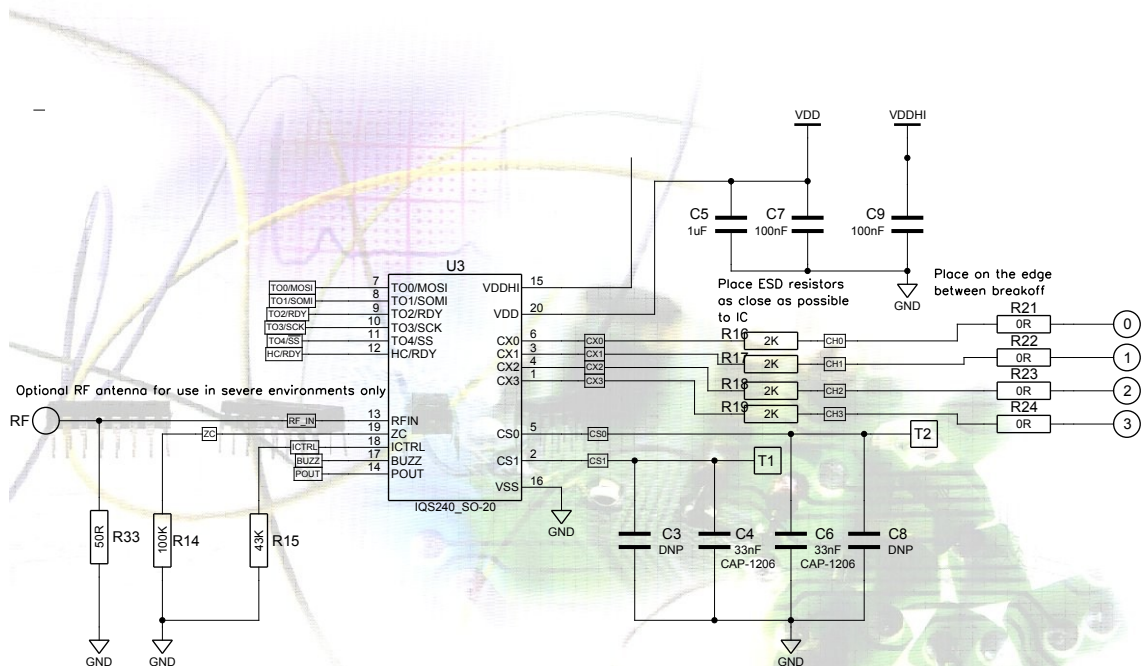 VDD
VDDHI
C5
1uF
C7
100nF
C9
100nF
GND
U3
IQS240_SO-20
TO0/MOSI 7 TO0/MOSI
TO1/SOMI 8 TO1/SOMI
TO2/RDY 9 TO2/RDY
TO3/SCK 10 TO3/SCK
TO4/SS 11 TO4/SS
HC/RDY 12 HC/RDY
VDDHI 15
VDD 20
CX0 6 CX0
CX1 3 CX1
CX2 4 CX2
CX3 1 CX3
Place ESD resistors
as close as possible
to IC
Place on the edge
between breakoff
R16 2K CH0
R17 2K CH1
R18 2K CH2
R19 2K CH3
R21
0R 0
R22
0R 1
R23
0R 2
R24
0R 3
Optional RF antenna for use in severe environments only
RF RF_IN 13 RFIN
ZC 19 ZC
ICTRL 18 ICTRL
BUZZ 17 BUZZ
POUT 14 POUT
CS0 5 CS0 T2
CS1 2 CS1 T1
VSS 16
GND
50R R33
100K R14
43K R15
C3
DNP
C4
33nF
CAP-1206
C6
33nF
CAP-1206
C8
DNP
GND
GND
GND